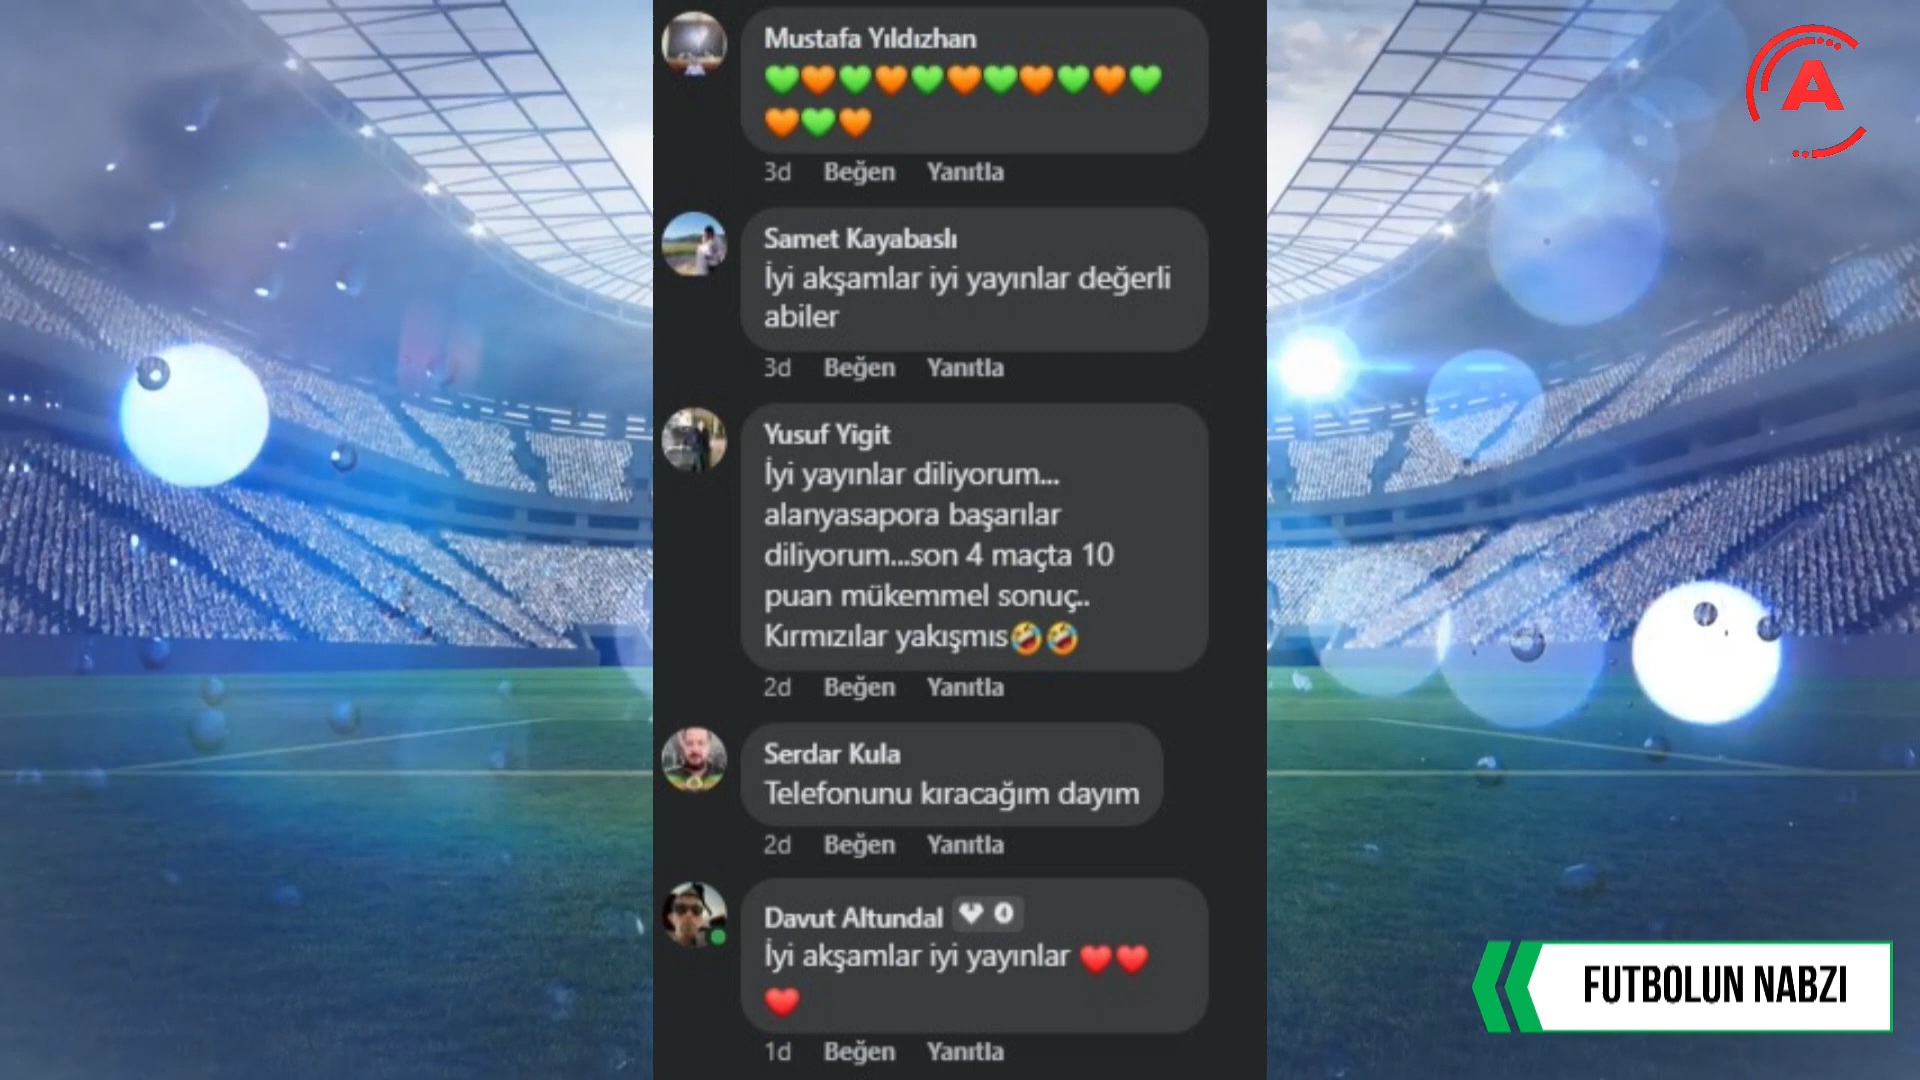 Mustafa Yıldızhan
💚🧡💚🧡💚🧡💚🧡💚🧡💚
🧡💚🧡
3d Beğen Yanıtla
Samet Kayabaslı
İyi akşamlar iyi yayınlar değerli
abiler
3d Beğen Yanıtla
Yusuf Yigit
İyi yayınlar diliyorum...
alanyasapora başarılar
diliyorum...son 4 maçta 10
puan mükemmel sonuç..
Kırmızılar yakışmıs🤣🤣
2d Beğen Yanıtla
Serdar Kula
Telefonunu kıracağım dayım
2d Beğen Yanıtla
Davut Altundal
İyi akşamlar iyi yayınlar ❤️❤️
❤️
1d Beğen Yanıtla
A
FUTBOLUN NABZI